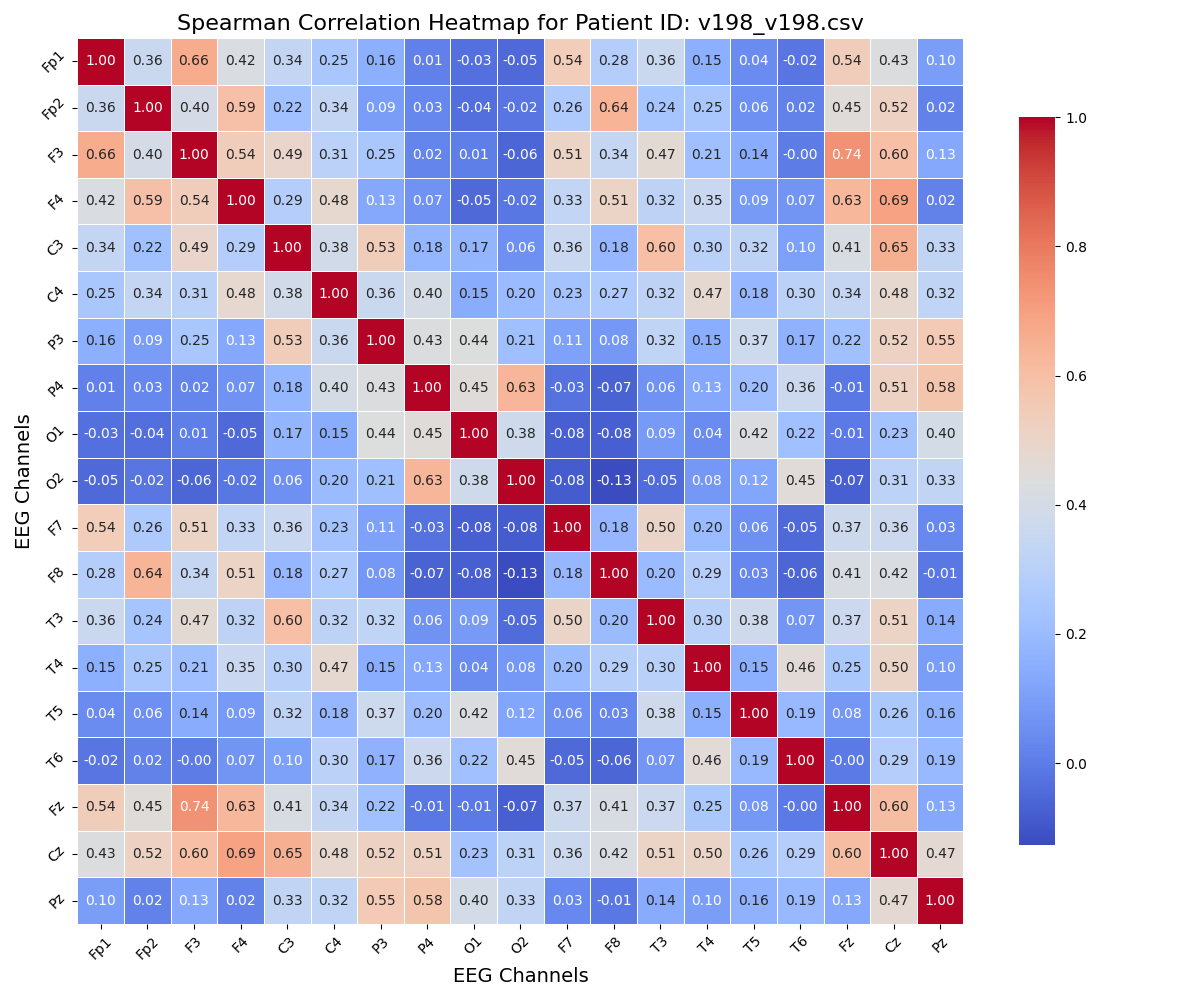 Spearman Correlation Heatmap for Patient ID: v198_v198.csv
Fp1 1.00 0.36 0.66 0.42 0.34 0.25 0.16 0.01 -0.03 -0.05 0.54 0.28 0.36 0.15 0.04 -0.02 0.54 0.43 0.10
Fp2 0.36 1.00 0.40 0.59 0.22 0.34 0.09 0.03 -0.04 -0.02 0.26 0.64 0.24 0.25 0.06 0.02 0.45 0.52 0.02
F3 0.66 0.40 1.00 0.54 0.49 0.31 0.25 0.02 0.01 -0.06 0.51 0.34 0.47 0.21 0.14 -0.00 0.74 0.60 0.13
F4 0.42 0.59 0.54 1.00 0.29 0.48 0.13 0.07 -0.05 -0.02 0.33 0.51 0.32 0.35 0.09 0.07 0.63 0.69 0.02
C3 0.34 0.22 0.49 0.29 1.00 0.38 0.53 0.18 0.17 0.06 0.36 0.18 0.60 0.30 0.32 0.10 0.41 0.65 0.33
C4 0.25 0.34 0.31 0.48 0.38 1.00 0.36 0.40 0.15 0.20 0.23 0.27 0.32 0.47 0.18 0.30 0.34 0.48 0.32
P3 0.16 0.09 0.25 0.13 0.53 0.36 1.00 0.43 0.44 0.21 0.11 0.08 0.32 0.15 0.37 0.17 0.22 0.52 0.55
P4 0.01 0.03 0.02 0.07 0.18 0.40 0.43 1.00 0.45 0.63 -0.03 -0.07 0.06 0.13 0.20 0.36 -0.01 0.51 0.58
O1 -0.03 -0.04 0.01 -0.05 0.17 0.15 0.44 0.45 1.00 0.38 -0.08 -0.08 0.09 0.04 0.42 0.22 -0.01 0.23 0.40
O2 -0.05 -0.02 -0.06 -0.02 0.06 0.20 0.21 0.63 0.38 1.00 -0.08 -0.13 -0.05 0.08 0.12 0.45 -0.07 0.31 0.33
F7 0.54 0.26 0.51 0.33 0.36 0.23 0.11 -0.03 -0.08 -0.08 1.00 0.18 0.50 0.20 0.06 -0.05 0.37 0.36 0.03
F8 0.28 0.64 0.34 0.51 0.18 0.27 0.08 -0.07 -0.08 -0.13 0.18 1.00 0.20 0.29 0.03 -0.06 0.41 0.42 -0.01
T3 0.36 0.24 0.47 0.32 0.60 0.32 0.32 0.06 0.09 -0.05 0.50 0.20 1.00 0.30 0.38 0.07 0.37 0.51 0.14
T4 0.15 0.25 0.21 0.35 0.30 0.47 0.15 0.13 0.04 0.08 0.20 0.29 0.30 1.00 0.15 0.46 0.25 0.50 0.10
T5 0.04 0.06 0.14 0.09 0.32 0.18 0.37 0.20 0.42 0.12 0.06 0.03 0.38 0.15 1.00 0.19 0.08 0.26 0.16
T6 -0.02 0.02 -0.00 0.07 0.10 0.30 0.17 0.36 0.22 0.45 -0.05 -0.06 0.07 0.46 0.19 1.00 -0.00 0.29 0.19
Fz 0.54 0.45 0.74 0.63 0.41 0.34 0.22 -0.01 -0.01 -0.07 0.37 0.41 0.37 0.25 0.08 -0.00 1.00 0.60 0.13
Cz 0.43 0.52 0.60 0.69 0.65 0.48 0.52 0.51 0.23 0.31 0.36 0.42 0.51 0.50 0.26 0.29 0.60 1.00 0.47
Pz 0.10 0.02 0.13 0.02 0.33 0.32 0.55 0.58 0.40 0.33 0.03 -0.01 0.14 0.10 0.16 0.19 0.13 0.47 1.00
Fp1 Fp2 F3 F4 C3 C4 P3 P4 O1 O2 F7 F8 T3 T4 T5 T6 Fz Cz Pz
EEG Channels
EEG Channels
1.0
0.8
0.6
0.4
0.2
0.0